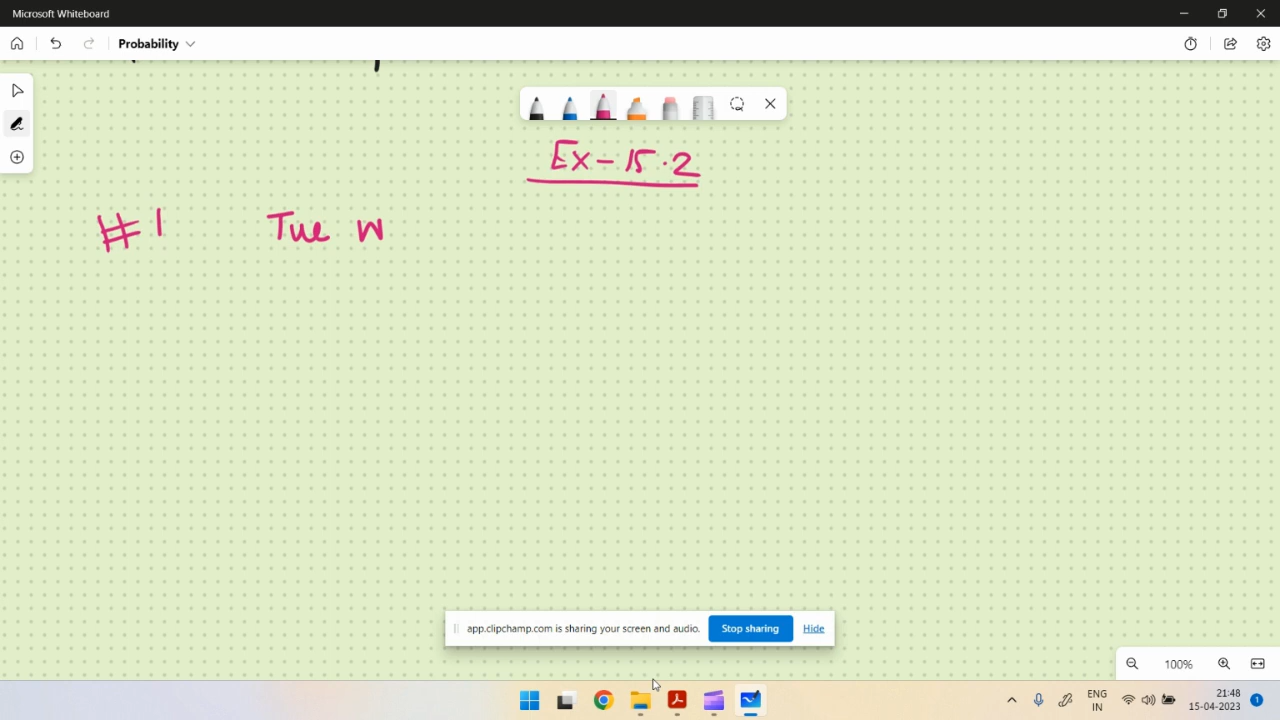 Microsoft Whiteboard
Probability
Ex - 15.2
#1 Tue W
app.clipchamp.com is sharing your screen and audio. Stop sharing Hide
100%
ENG
IN
21:48
15-04-2023
1